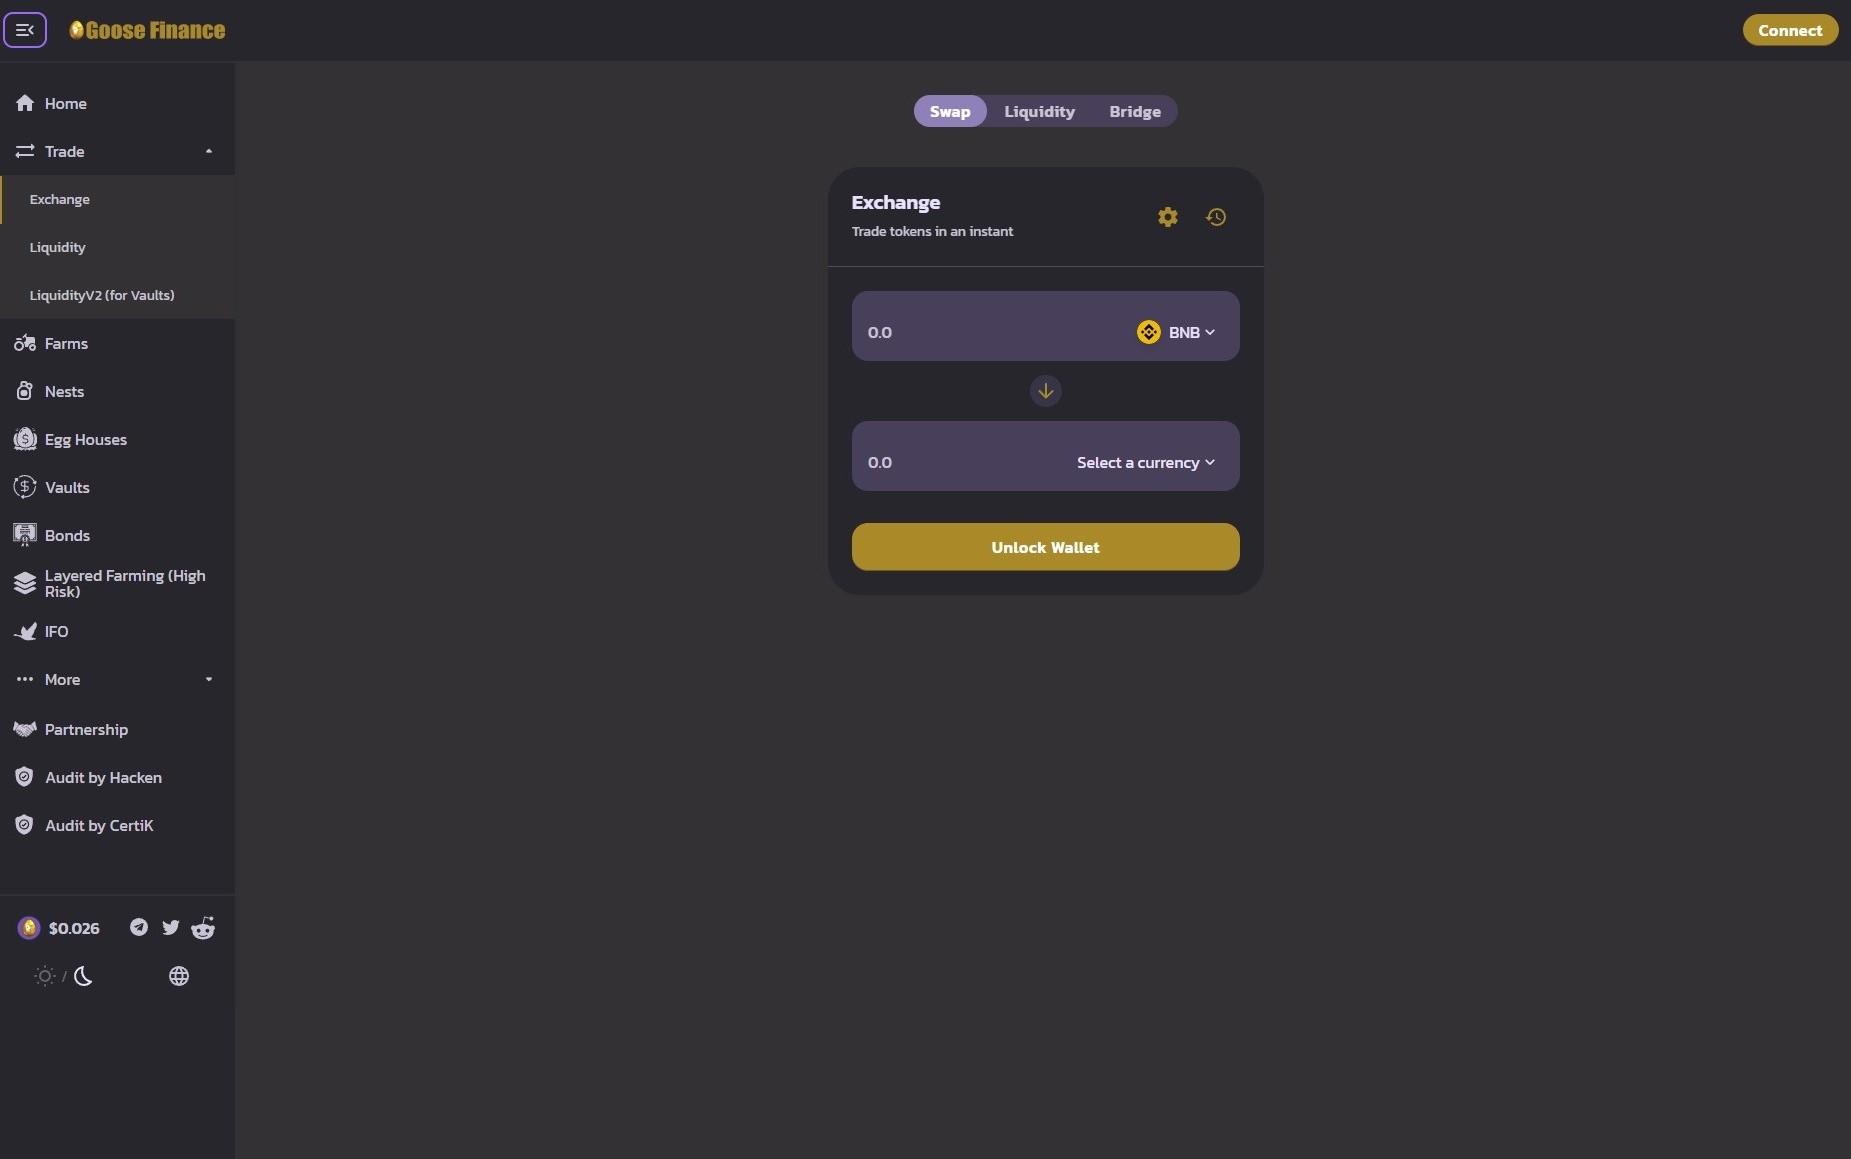 Goose Finance
Connect
Home
Trade
Exchange
Liquidity
LiquidityV2 (for Vaults)
Farms
Nests
Egg Houses
Vaults
Bonds
Layered Farming (High
Risk)
IFO
More
Partnership
Audit by Hacken
Audit by CertiK
$0.026
/
Swap Liquidity Bridge
Exchange
Trade tokens in an instant
0.0 BNB
0.0 Select a currency
Unlock Wallet